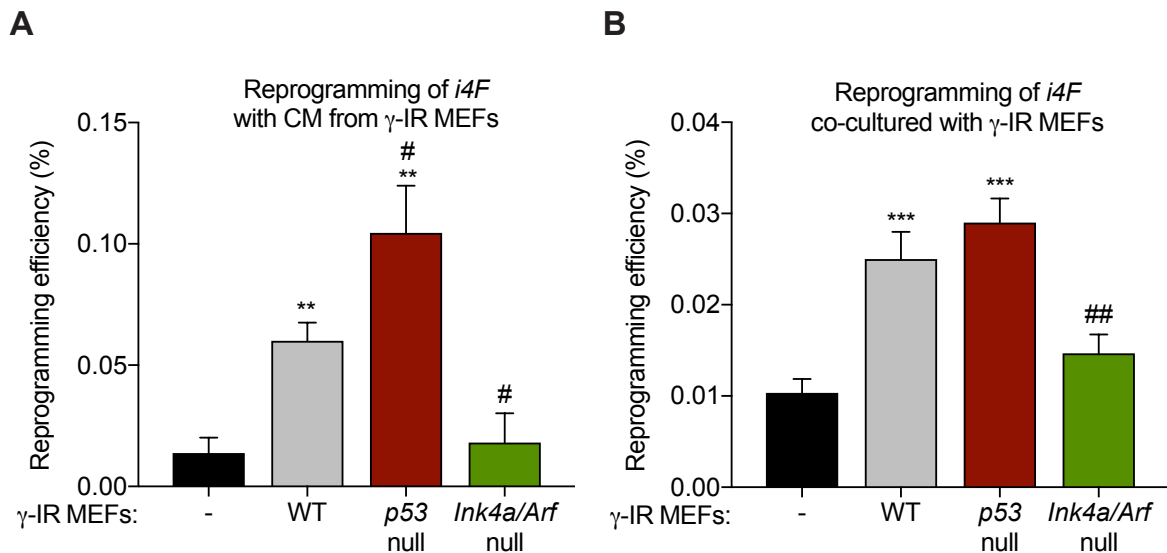 A
Reprogramming of i4F
with CM from γ-IR MEFs
Reprogramming efficiency (%)
0.15
0.10
0.05
0.00
**
#
**
#
γ-IR MEFs:
-
WT
p53
null
Ink4a/Arf
null
B
Reprogramming of i4F
co-cultured with γ-IR MEFs
Reprogramming efficiency (%)
0.04
0.03
0.02
0.01
0.00
***
***
##
γ-IR MEFs:
-
WT
p53
null
Ink4a/Arf
null